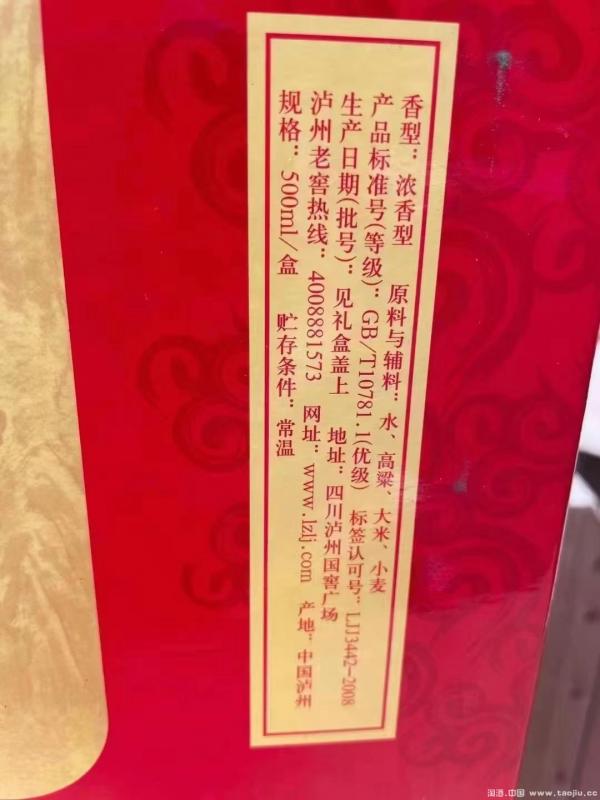 香型：浓香型 原料与辅料：水、高粱、大米、小麦
产品标准号(等级)：GB/T10781.1(优级) 标签认可号：LJJ3442-2008
生产日期(批号)：见礼盒盖上 地址：四川泸州国窖广场
泸州老窖热线：4008881573 网址：www.lzlj.com 产地：中国泸州
规格：500ml/盒 贮存条件：常温
淘酒.中国 www.taojiu.cc